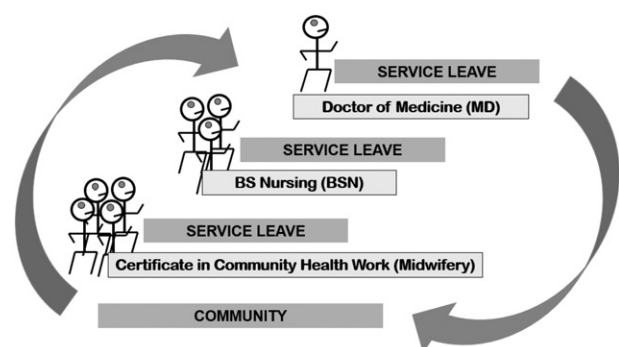 SERVICE LEAVE
Doctor of Medicine (MD)
SERVICE LEAVE
BS Nursing (BSN)
SERVICE LEAVE
Certificate in Community Health Work (Midwifery)
COMMUNITY